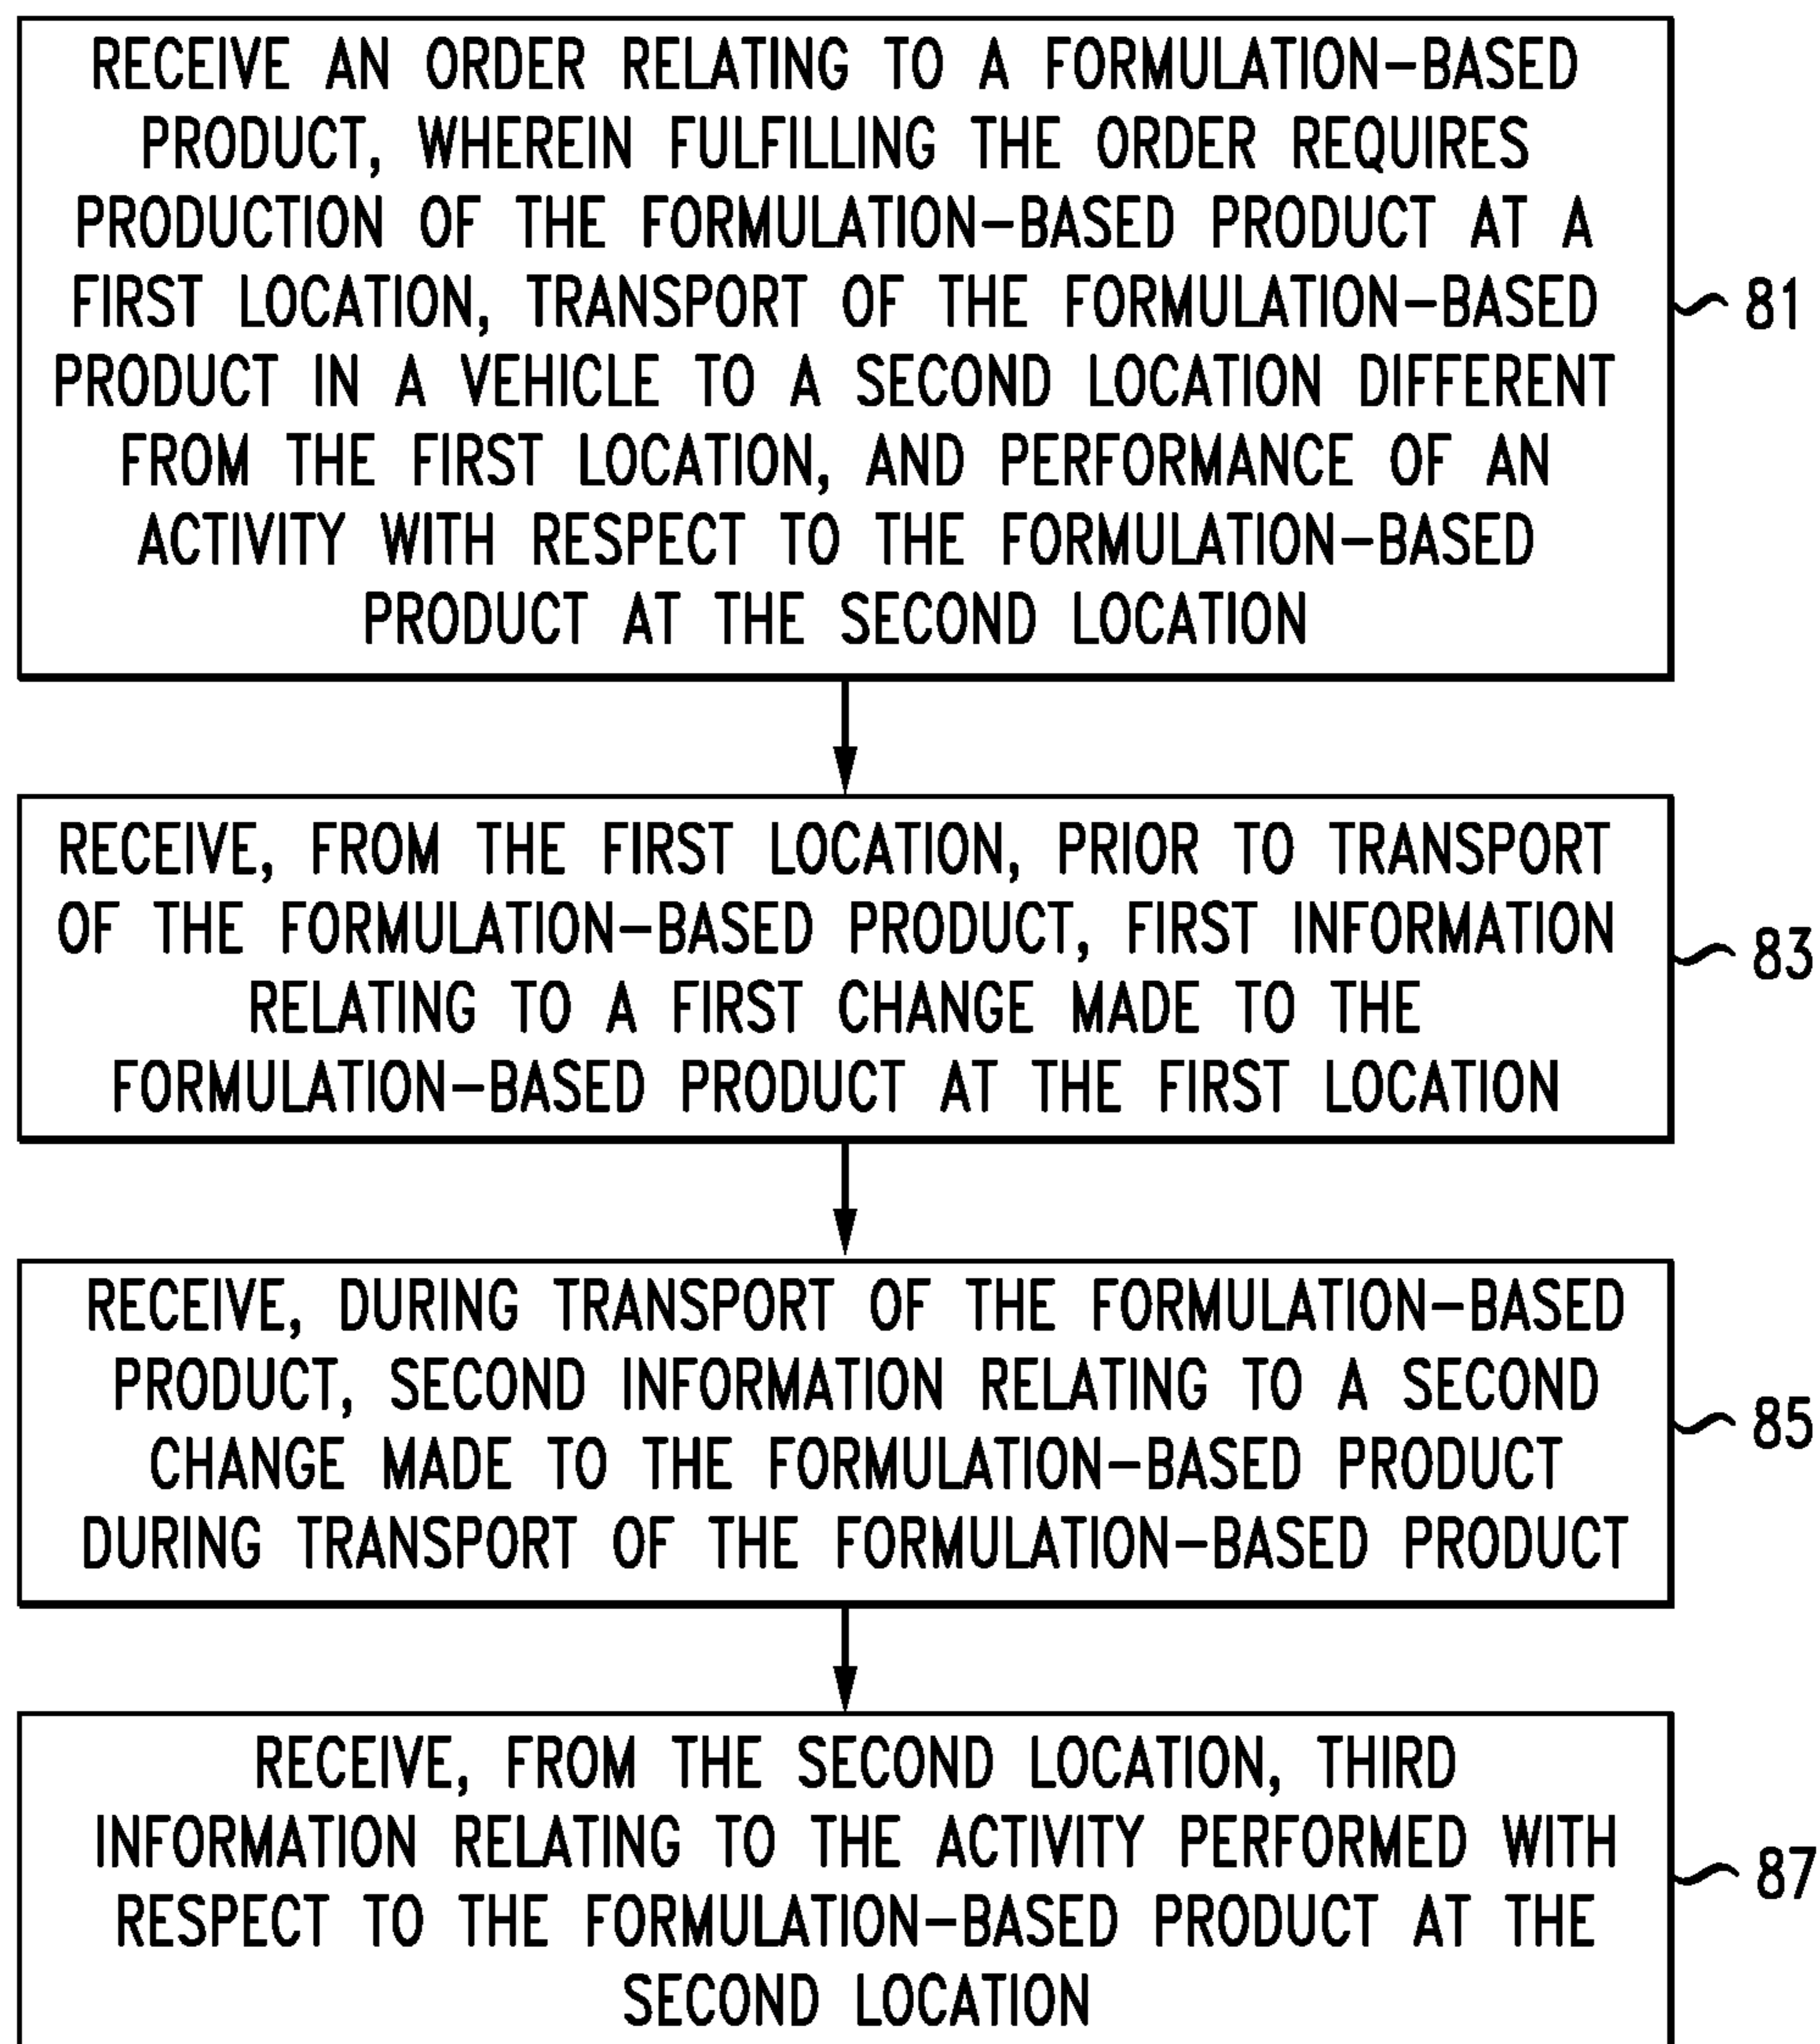 RECEIVE AN ORDER RELATING TO A FORMULATION-BASED
PRODUCT, WHEREIN FULFILLING THE ORDER REQUIRES
PRODUCTION OF THE FORMULATION-BASED PRODUCT AT A
FIRST LOCATION, TRANSPORT OF THE FORMULATION-BASED
PRODUCT IN A VEHICLE TO A SECOND LOCATION DIFFERENT
FROM THE FIRST LOCATION, AND PERFORMANCE OF AN
ACTIVITY WITH RESPECT TO THE FORMULATION-BASED
PRODUCT AT THE SECOND LOCATION
81
RECEIVE, FROM THE FIRST LOCATION, PRIOR TO TRANSPORT
OF THE FORMULATION-BASED PRODUCT, FIRST INFORMATION
RELATING TO A FIRST CHANGE MADE TO THE
FORMULATION-BASED PRODUCT AT THE FIRST LOCATION
83
RECEIVE, DURING TRANSPORT OF THE FORMULATION-BASED
PRODUCT, SECOND INFORMATION RELATING TO A SECOND
CHANGE MADE TO THE FORMULATION-BASED PRODUCT
DURING TRANSPORT OF THE FORMULATION-BASED PRODUCT
85
RECEIVE, FROM THE SECOND LOCATION, THIRD
INFORMATION RELATING TO THE ACTIVITY PERFORMED WITH
RESPECT TO THE FORMULATION-BASED PRODUCT AT THE
SECOND LOCATION
87